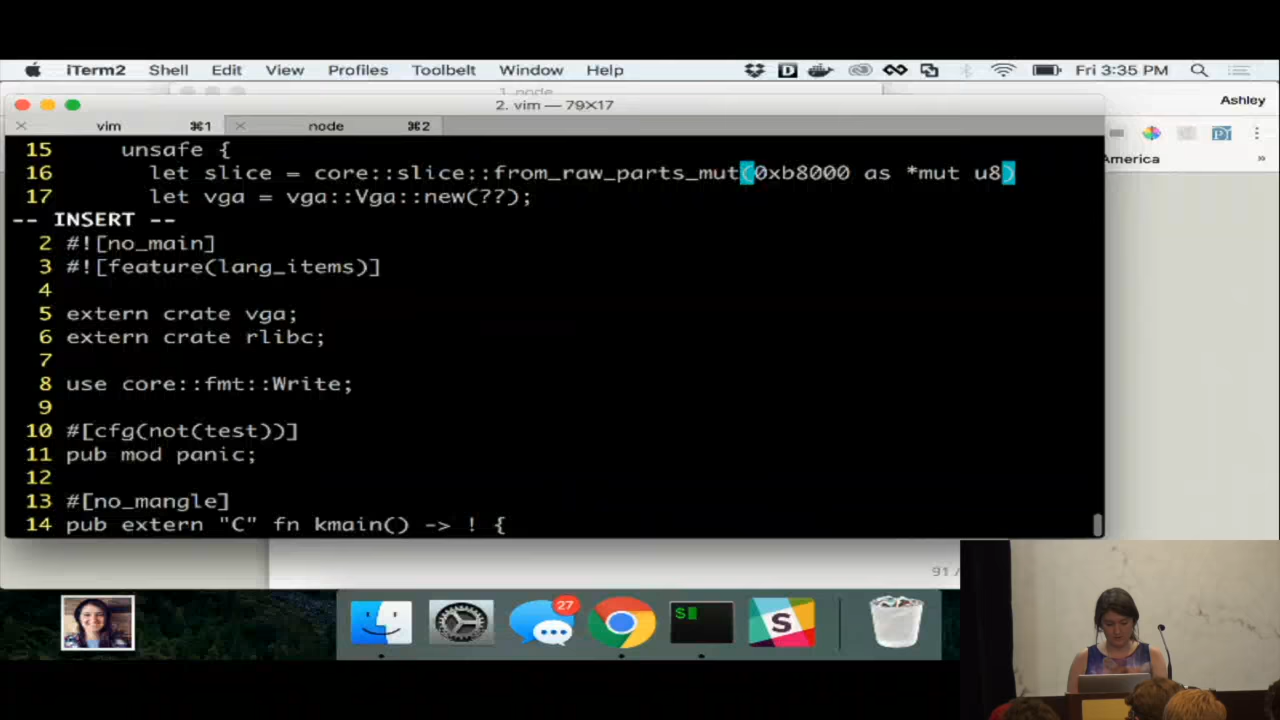 iTerm2 Shell Edit View Profiles Toolbelt Window Help Fri 3:35 PM
1. node
2. vim — 79×17
Ashley
vim ⌘1 node ⌘2
America
15 unsafe {
16 let slice = core::slice::from_raw_parts_mut(0xb8000 as *mut u8)
17 let vga = vga::Vga::new(??);
-- INSERT --
2 #![no_main]
3 #![feature(lang_items)]
4
5 extern crate vga;
6 extern crate rlibc;
7
8 use core::fmt::Write;
9
10 #[cfg(not(test))]
11 pub mod panic;
12
13 #[no_mangle]
14 pub extern "C" fn kmain() -> ! {
91 /
27
$
S